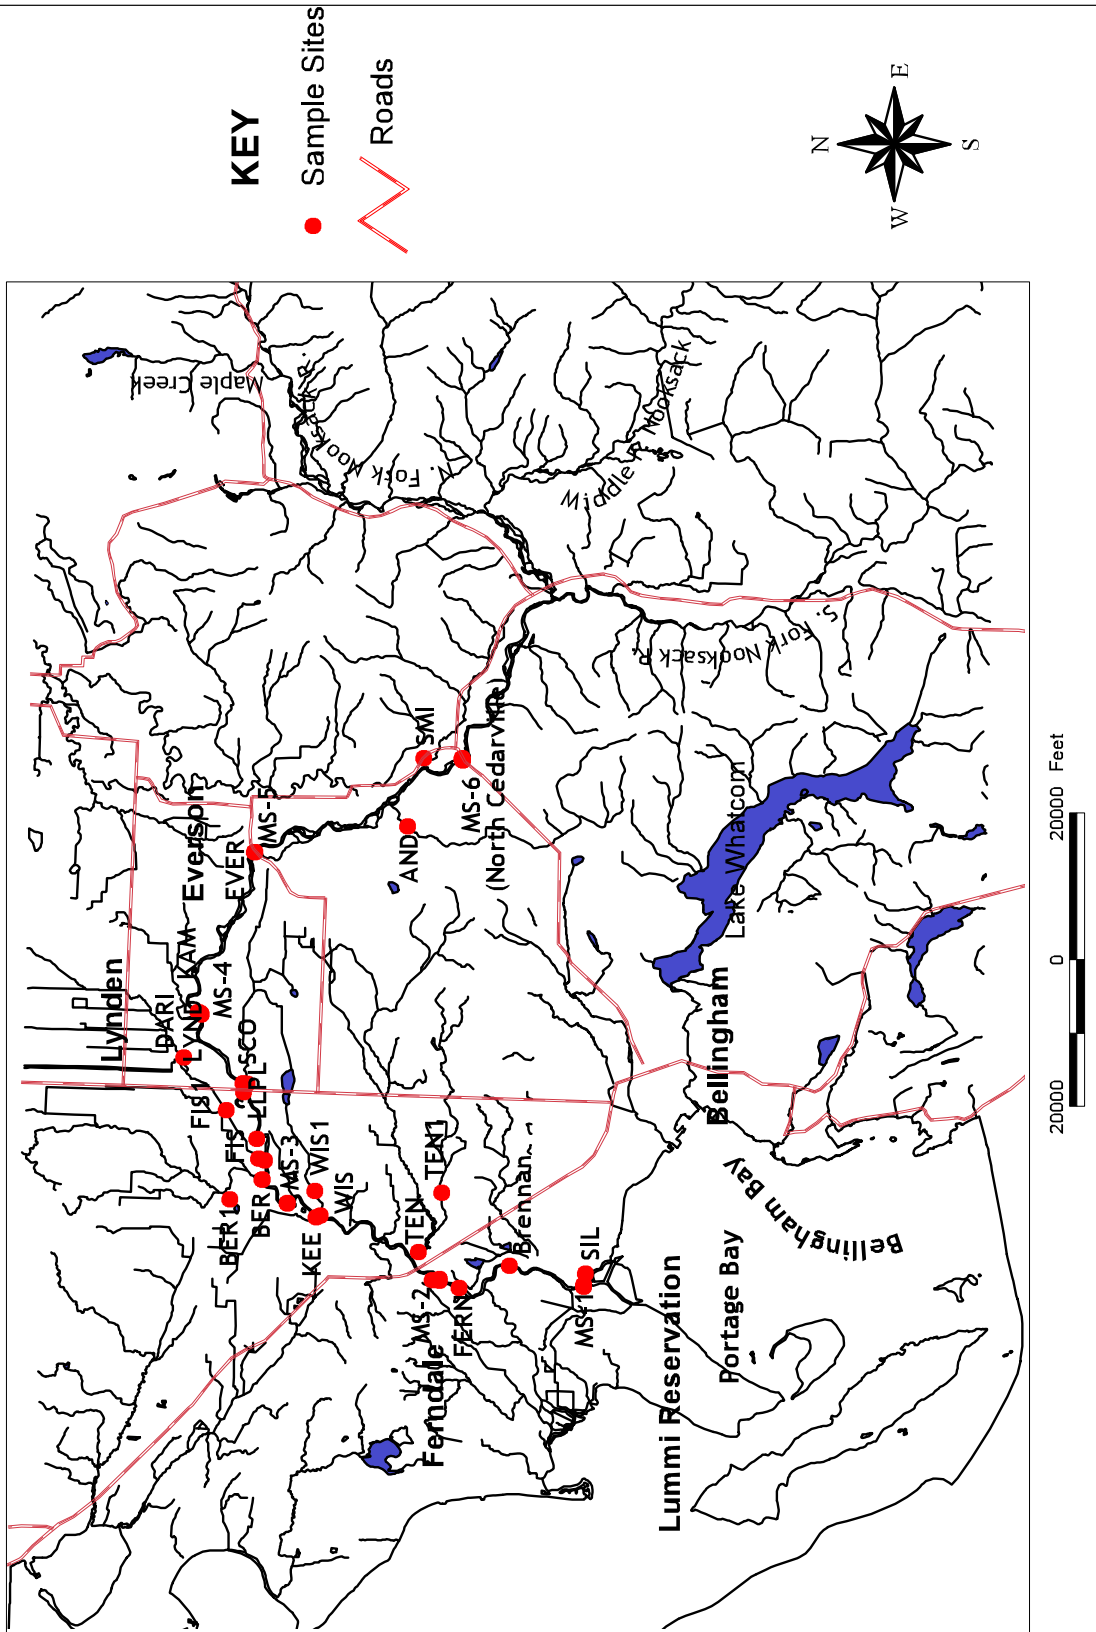 KEY
Sample Sites
Roads
N
E
S
W
Maple Creek
N. Fork Nooksack R.
Middle F. Nooksack
S. Fork Nooksack R.
SMI
MS-6
(North Cedarville)
AND
Everson
EVER
MS-5
Lynden
KAM
LYND
DARI
MS-4
SCO
FIS1
FIS
BER1
BER
MS-3
WIS1
WIS
KEE
TEN
TEN1
Ferndale
MS-2
FERN
Brennan
SIL
MS-1
Lake Whatcom
Bellingham
Bellingham Bay
Portage Bay
Lummi Reservation
20000
0
20000 Feet